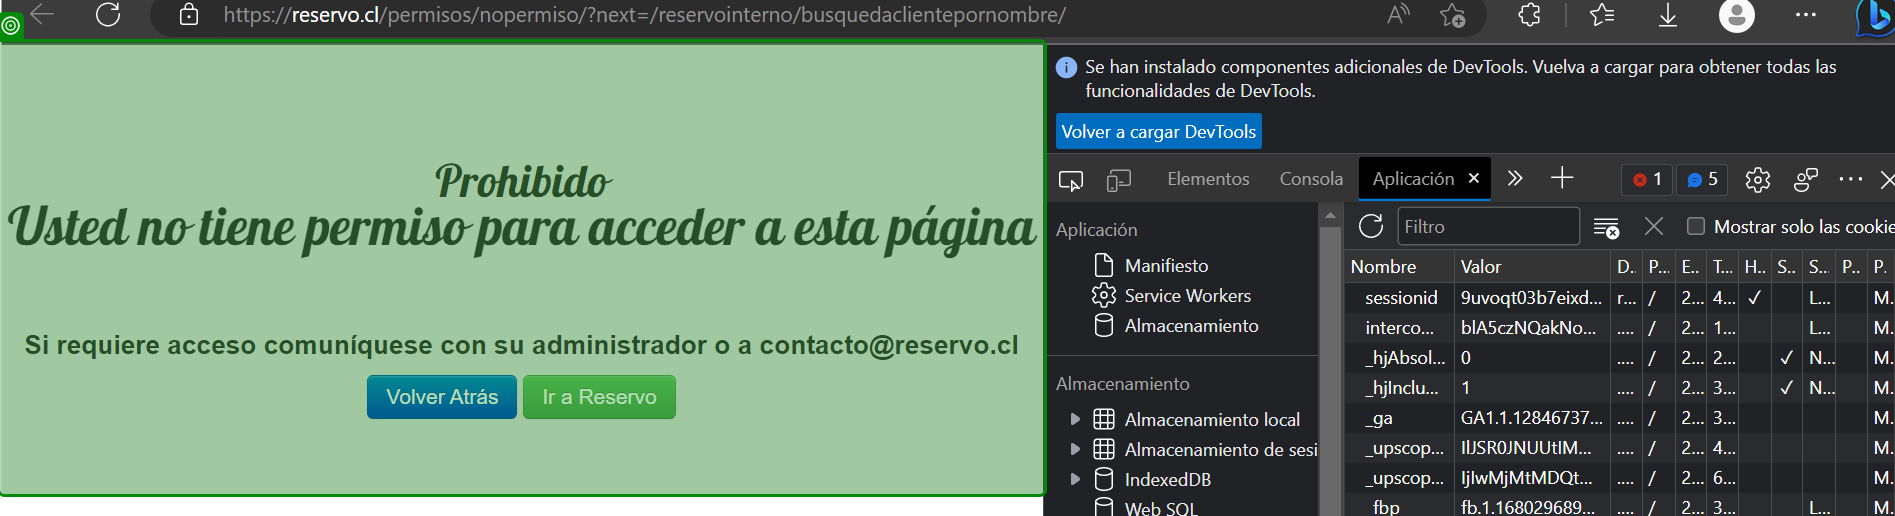 https://reservo.cl/permisos/nopermiso/?next=/reservointerno/busquedaclientepornombre/
Prohibido
Usted no tiene permiso para acceder a esta página
Si requiere acceso comuníquese con su administrador o a contacto@reservo.cl
Volver Atrás Ir a Reservo
Se han instalado componentes adicionales de DevTools. Vuelva a cargar para obtener todas las
funcionalidades de DevTools.
Volver a cargar DevTools
Elementos Consola Aplicación 1 5
Aplicación
Manifiesto
Service Workers
Almacenamiento
Almacenamiento
Almacenamiento local
Almacenamiento de sesi
IndexedDB
Web SQL
Filtro Mostrar solo las cookie
Nombre Valor D.. P... E... T... H.. S.. S.. P.. P.
sessionid 9uvoqt03b7eixd... r... / 2... 4... ✓ L... M.
interco... blA5czNQakNo... .... / 2... 1... L... M.
_hjAbsol... 0 .... / 2... 2... ✓ N... M.
_hjInclu... 1 .... / 2... 3... ✓ N... M.
_ga GA1.1.12846737... .... / 2... 3... M.
_upscop... IlJSR0JNUUtIM... .... / 2... 4... M.
_upscop... IjIwMjMtMDQt... .... / 2... 6... M.
_fbp fb.1.168029689... .... / 2... 3... L... M.